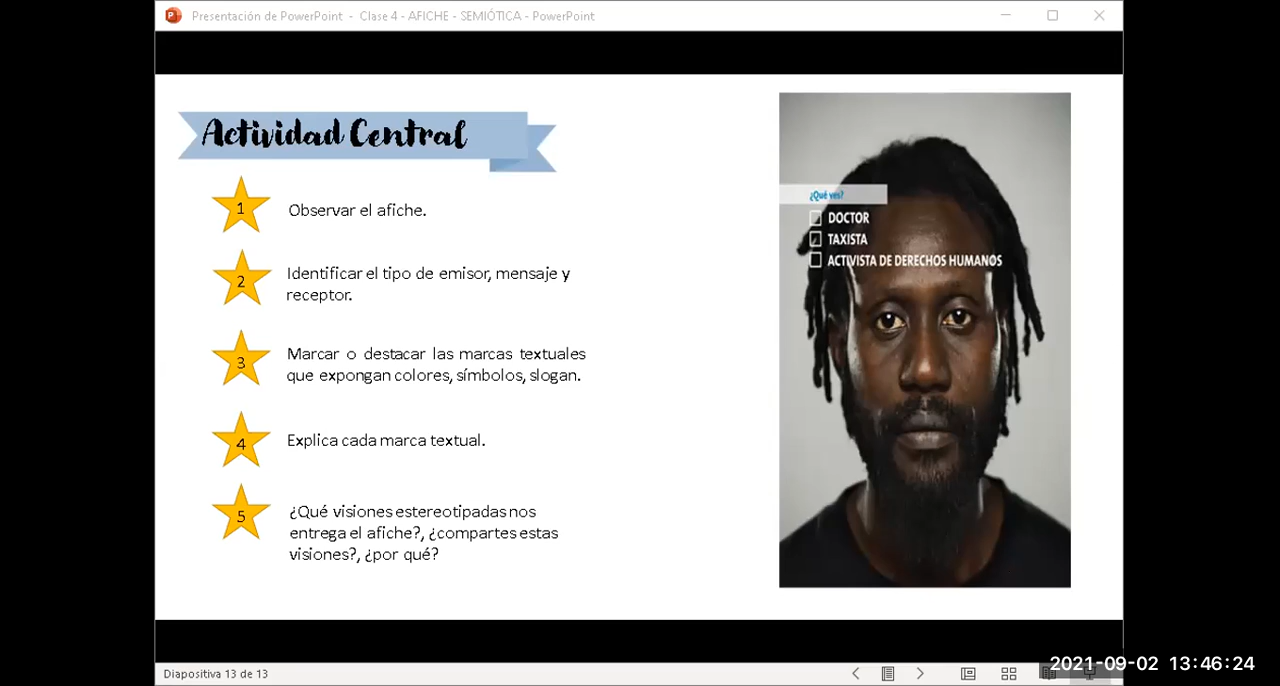 Presentación de PowerPoint - Clase 4 - AFICHE - SEMIÓTICA - PowerPoint
Actividad Central
1
Observar el afiche.
2
Identificar el tipo de emisor, mensaje y
receptor.
3
Marcar o destacar las marcas textuales
que expongan colores, símbolos, slogan.
4
Explica cada marca textual.
5
¿Qué visiones estereotipadas nos
entrega el afiche?, ¿compartes estas
visiones?, ¿por qué?
¿Qué ves?
DOCTOR
TAXISTA
ACTIVISTA DE DERECHOS HUMANOS
Diapositiva 13 de 13
2021-09-02 13:46:24